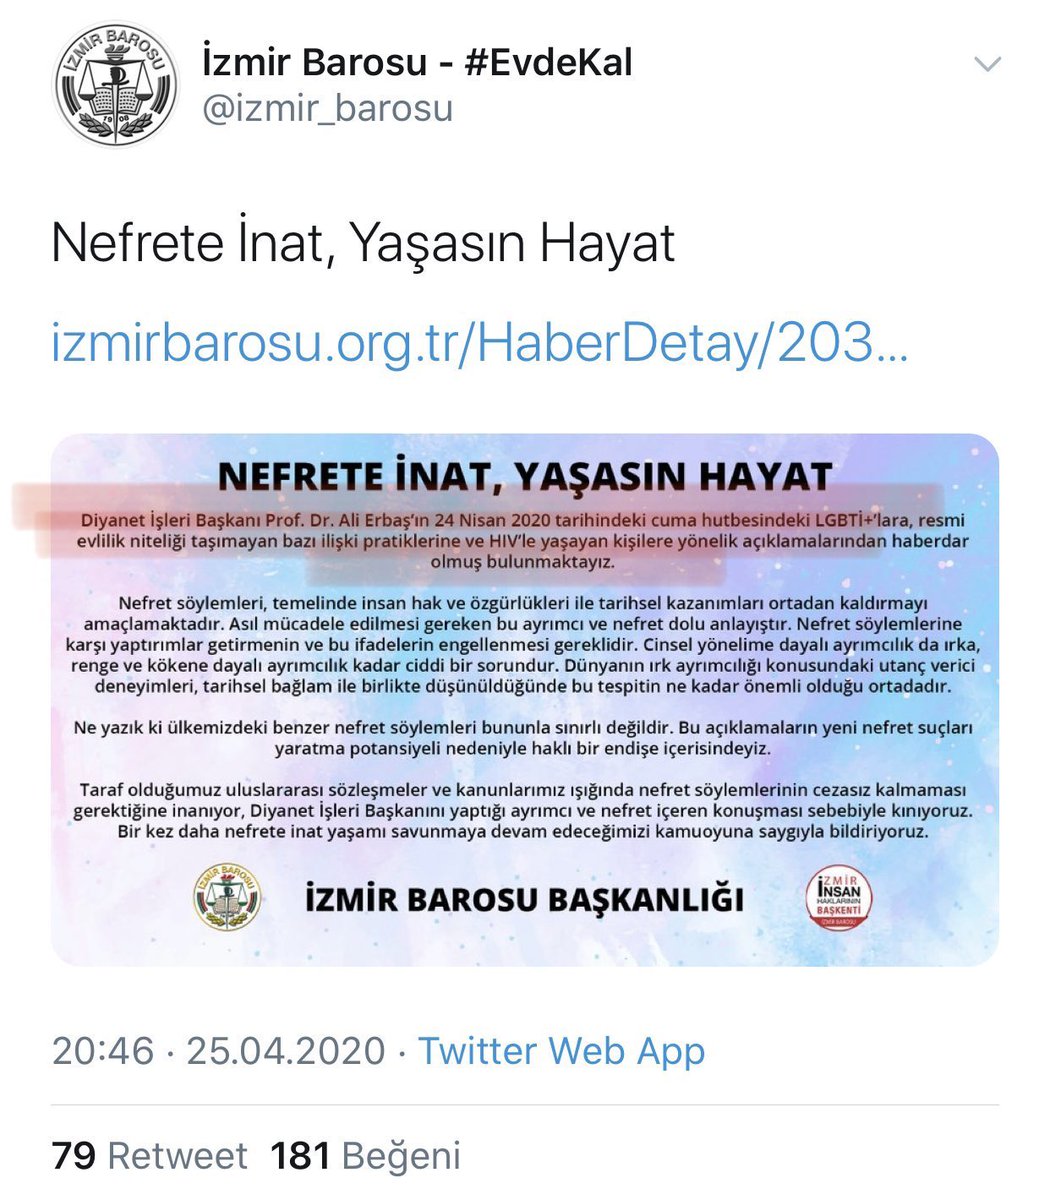 İZMİR BAROSU
1908
İzmir Barosu - #EvdeKal
@izmir_barosu
Nefrete İnat, Yaşasın Hayat
izmirbarosu.org.tr/HaberDetay/203...
NEFRETE İNAT, YAŞASIN HAYAT
Diyanet İşleri Başkanı Prof. Dr. Ali Erbaş'ın 24 Nisan 2020 tarihindeki cuma hutbesindeki LGBTİ+'lara, resmi
evlilik niteliği taşımayan bazı ilişki pratiklerine ve HIV'le yaşayan kişilere yönelik açıklamalarından haberdar
olmuş bulunmaktayız.
Nefret söylemleri, temelinde insan hak ve özgürlükleri ile tarihsel kazanımları ortadan kaldırmayı
amaçlamaktadır. Asıl mücadele edilmesi gereken bu ayrımcı ve nefret dolu anlayıştır. Nefret söylemlerine
karşı yaptırımlar getirmenin ve bu ifadelerin engellenmesi gereklidir. Cinsel yönelime dayalı ayrımcılık da ırka,
renge ve kökene dayalı ayrımcılık kadar ciddi bir sorundur. Dünyanın ırk ayrımcılığı konusundaki utanç verici
deneyimleri, tarihsel bağlam ile birlikte düşünüldüğünde bu tespitin ne kadar önemli olduğu ortadadır.
Ne yazık ki ülkemizdeki benzer nefret söylemleri bununla sınırlı değildir. Bu açıklamaların yeni nefret suçları
yaratma potansiyeli nedeniyle haklı bir endişe içerisindeyiz.
Taraf olduğumuz uluslararası sözleşmeler ve kanunlarımız ışığında nefret söylemlerinin cezasız kalmaması
gerektiğine inanıyor, Diyanet İşleri Başkanını yaptığı ayrımcı ve nefret içeren konuşması sebebiyle kınıyoruz.
Bir kez daha nefrete inat yaşamı savunmaya devam edeceğimizi kamuoyuna saygıyla bildiriyoruz.
İZMİR BAROSU
İZMİR BAROSU BAŞKANLIĞI
İZMİR
İNSAN
HAKLARININ
BAŞKENTİ
İZMİR BAROSU
20:46 · 25.04.2020 · Twitter Web App
79 Retweet 181 Beğeni